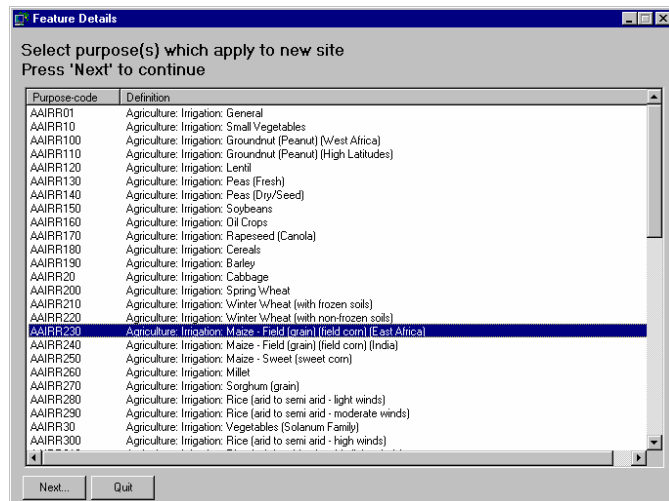 Feature Details
Select purpose(s) which apply to new site
Press 'Next' to continue
Purpose-code Definition
AAIRR01 Agriculture: Irrigation: General
AAIRR10 Agriculture: Irrigation: Small Vegetables
AAIRR100 Agriculture: Irrigation: Groundnut (Peanut) (West Africa)
AAIRR110 Agriculture: Irrigation: Groundnut (Peanut) (High Latitudes)
AAIRR120 Agriculture: Irrigation: Lentil
AAIRR130 Agriculture: Irrigation: Peas (Fresh)
AAIRR140 Agriculture: Irrigation: Peas (Dry/Seed)
AAIRR150 Agriculture: Irrigation: Soybeans
AAIRR160 Agriculture: Irrigation: Oil Crops
AAIRR170 Agriculture: Irrigation: Rapeseed (Canola)
AAIRR180 Agriculture: Irrigation: Cereals
AAIRR190 Agriculture: Irrigation: Barley
AAIRR20 Agriculture: Irrigation: Cabbage
AAIRR200 Agriculture: Irrigation: Spring Wheat
AAIRR210 Agriculture: Irrigation: Winter Wheat (with frozen soils)
AAIRR220 Agriculture: Irrigation: Winter Wheat (with non-frozen soils)
AAIRR230 Agriculture: Irrigation: Maize - Field (grain) (field corn) (East Africa)
AAIRR240 Agriculture: Irrigation: Maize - Field (grain) (field corn) (India)
AAIRR250 Agriculture: Irrigation: Maize - Sweet (sweet corn)
AAIRR260 Agriculture: Irrigation: Millet
AAIRR270 Agriculture: Irrigation: Sorghum (grain)
AAIRR280 Agriculture: Irrigation: Rice (arid to semi arid - light winds)
AAIRR290 Agriculture: Irrigation: Rice (arid to semi arid - moderate winds)
AAIRR30 Agriculture: Irrigation: Vegetables (Solanum Family)
AAIRR300 Agriculture: Irrigation: Rice (arid to semi arid - high winds)
Next... Quit